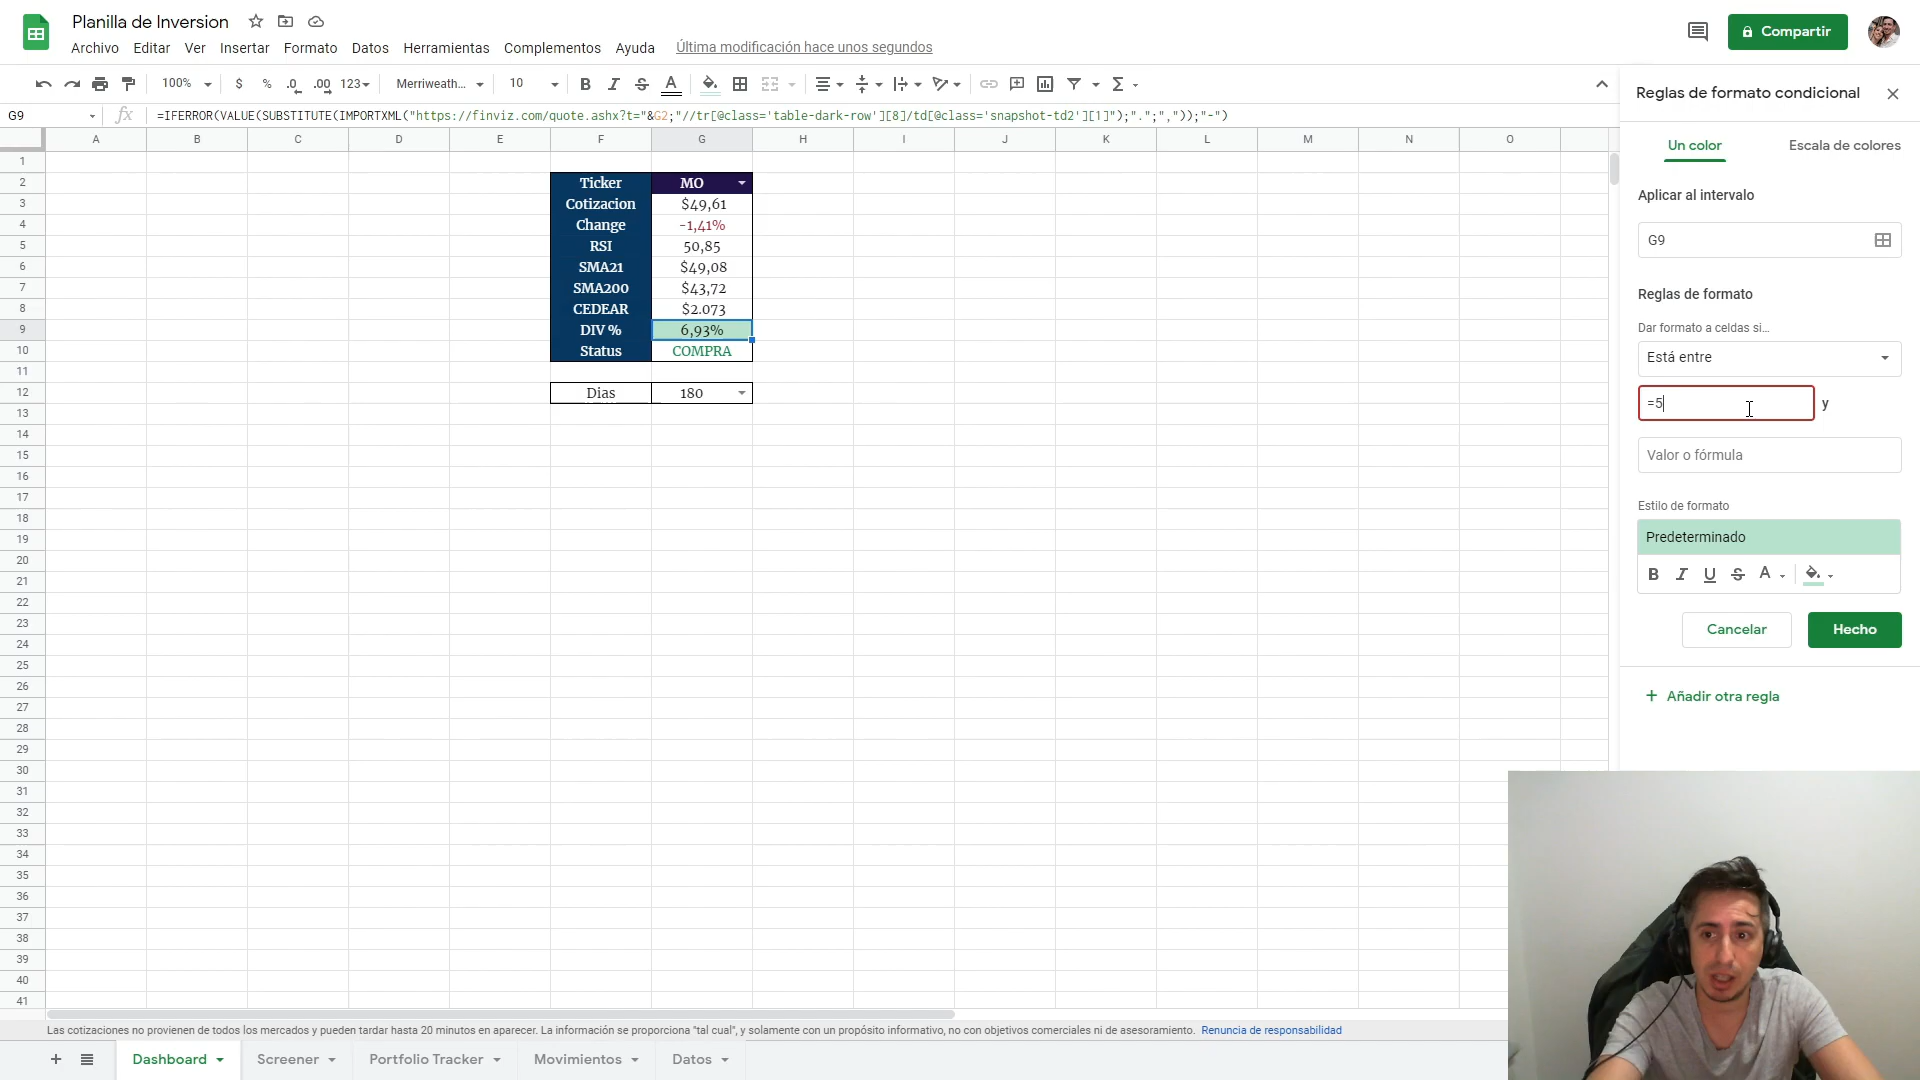 Planilla de Inversion
Archivo Editar Ver Insertar Formato Datos Herramientas Complementos Ayuda Última modificación hace unos segundos
Compartir
100% $ % .0 .00 123 Merriweath... 10 B I S A Σ
G9 fx =IFERROR(VALUE(SUBSTITUTE(IMPORTXML("https://finviz.com/quote.ashx?t="&G2;"//tr[@class='table-dark-row'][8]/td[@class='snapshot-td2'][1]");".";","));"-")
A B C D E F G H I J K L M N O
1
2 Ticker MO
3 Cotizacion $49,61
4 Change -1,41%
5 RSI 50,85
6 SMA21 $49,08
7 SMA200 $43,72
8 CEDEAR $2.073
9 DIV % 6,93%
10 Status COMPRA
11
12 Dias 180
13
14
15
16
17
18
19
20
21
22
23
24
25
26
27
28
29
30
31
32
33
34
35
36
37
38
39
40
41
Reglas de formato condicional
Un color Escala de colores
Aplicar al intervalo
G9
Reglas de formato
Dar formato a celdas si...
Está entre
=5 y
Valor o fórmula
Estilo de formato
Predeterminado
B I U S A
Cancelar Hecho
+ Añadir otra regla
Las cotizaciones no provienen de todos los mercados y pueden tardar hasta 20 minutos en aparecer. La información se proporciona "tal cual", y solamente con un propósito informativo, no con objetivos comerciales ni de asesoramiento. Renuncia de responsabilidad
+ Dashboard Screener Portfolio Tracker Movimientos Datos